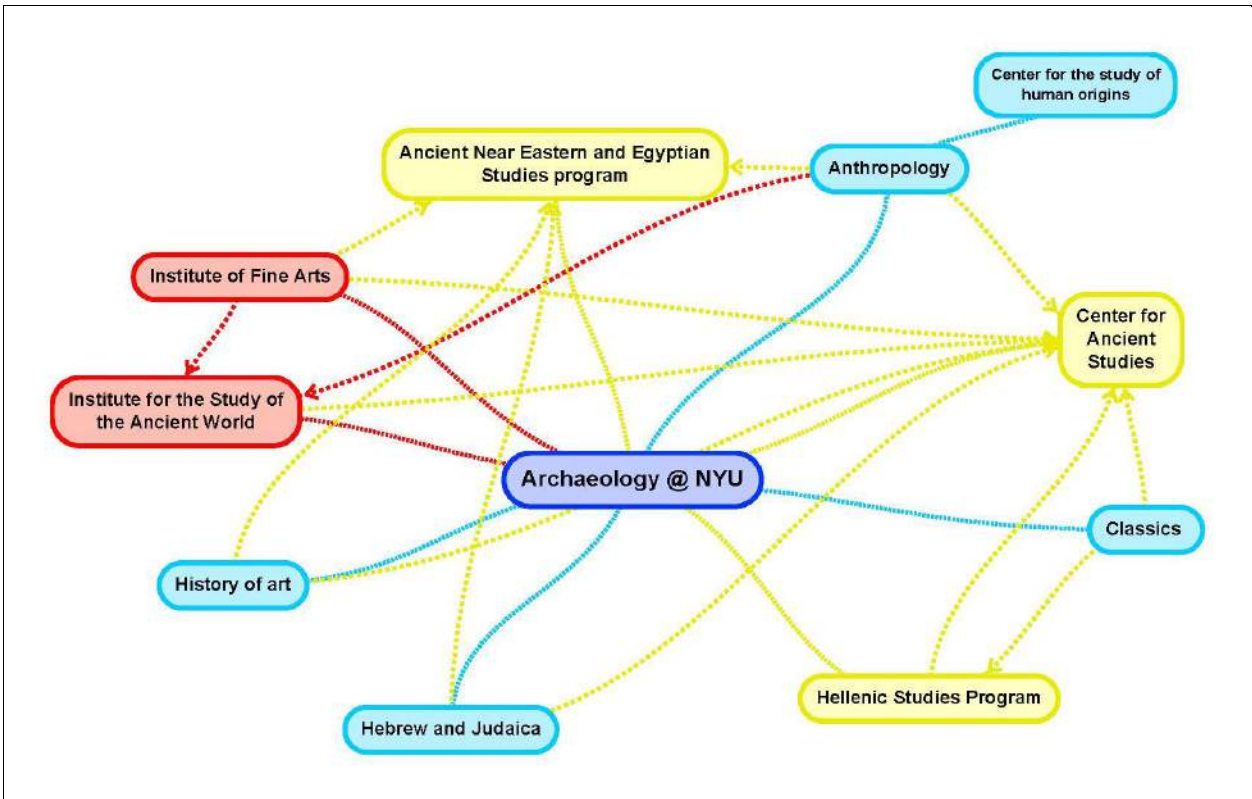 Center for the study of
human origins
Ancient Near Eastern and Egyptian
Studies program
Anthropology
Institute of Fine Arts
Center for
Ancient
Studies
Institute for the Study of
the Ancient World
Archaeology @ NYU
Classics
History of art
Hellenic Studies Program
Hebrew and Judaica